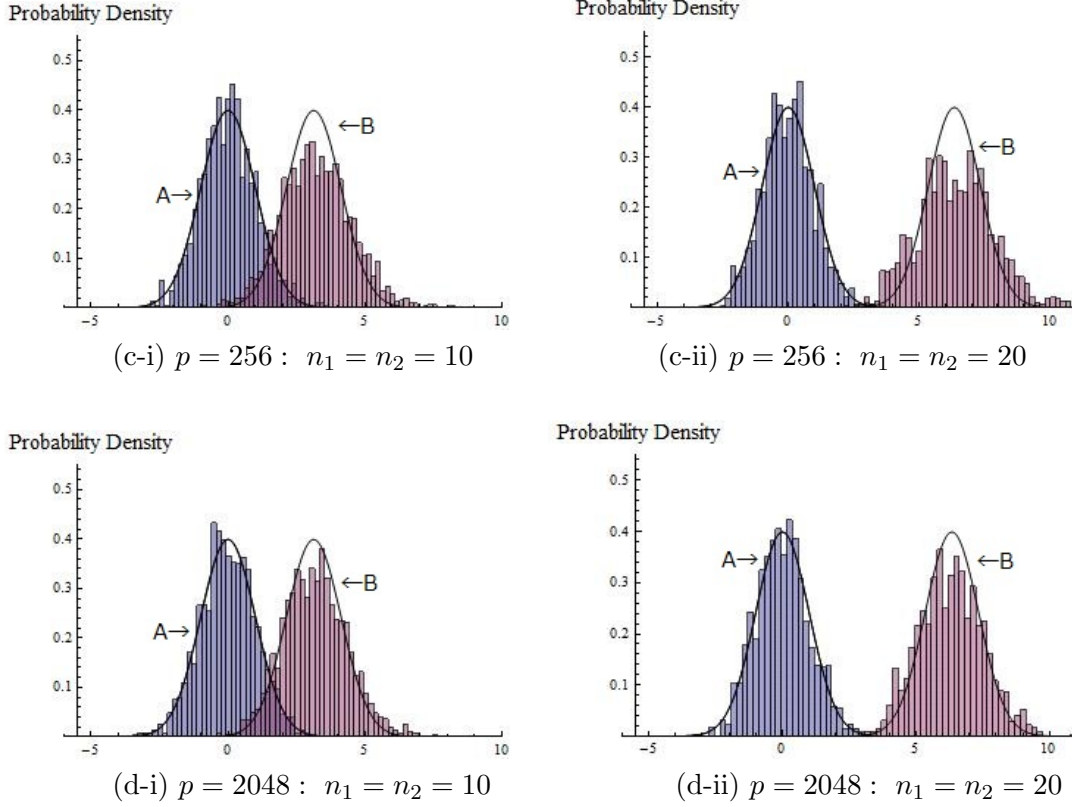 Probability Density
0.5
0.4
0.3
0.2
0.1
A→
←B
−5 0 5 10
(c-i) p = 256 : n₁ = n₂ = 10
Probability Density
0.5
0.4
0.3
0.2
0.1
A→
←B
−5 0 5 10
(c-ii) p = 256 : n₁ = n₂ = 20
Probability Density
0.5
0.4
0.3
0.2
0.1
A→
←B
−5 0 5 10
(d-i) p = 2048 : n₁ = n₂ = 10
Probability Density
0.5
0.4
0.3
0.2
0.1
A→
←B
−5 0 5 10
(d-ii) p = 2048 : n₁ = n₂ = 20